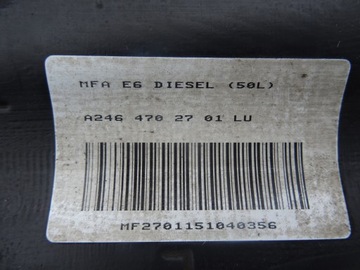 MFA E6 DIESEL (50L)
A246 470 27 01 LU
MF2701151040356